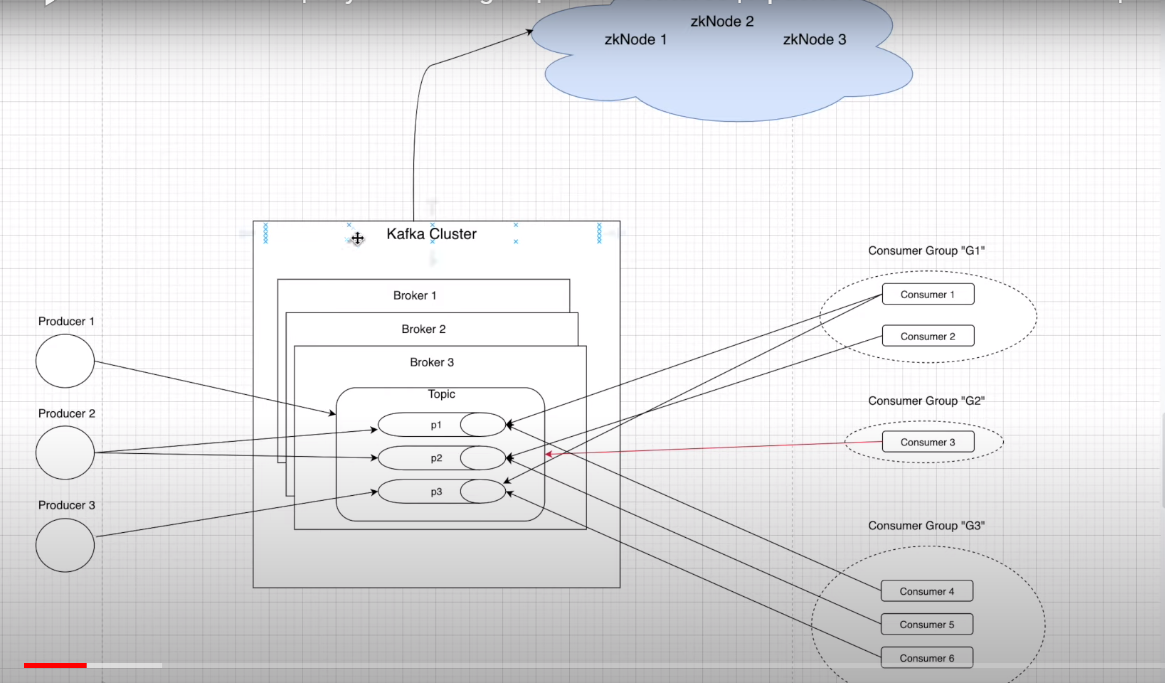 zkNode 2
zkNode 1
zkNode 3
Kafka Cluster
Consumer Group "G1"
Broker 1
Consumer 1
Producer 1
Broker 2
Consumer 2
Broker 3
Topic
Consumer Group "G2"
Producer 2
p1
Consumer 3
p2
p3
Producer 3
Consumer Group "G3"
Consumer 4
Consumer 5
Consumer 6